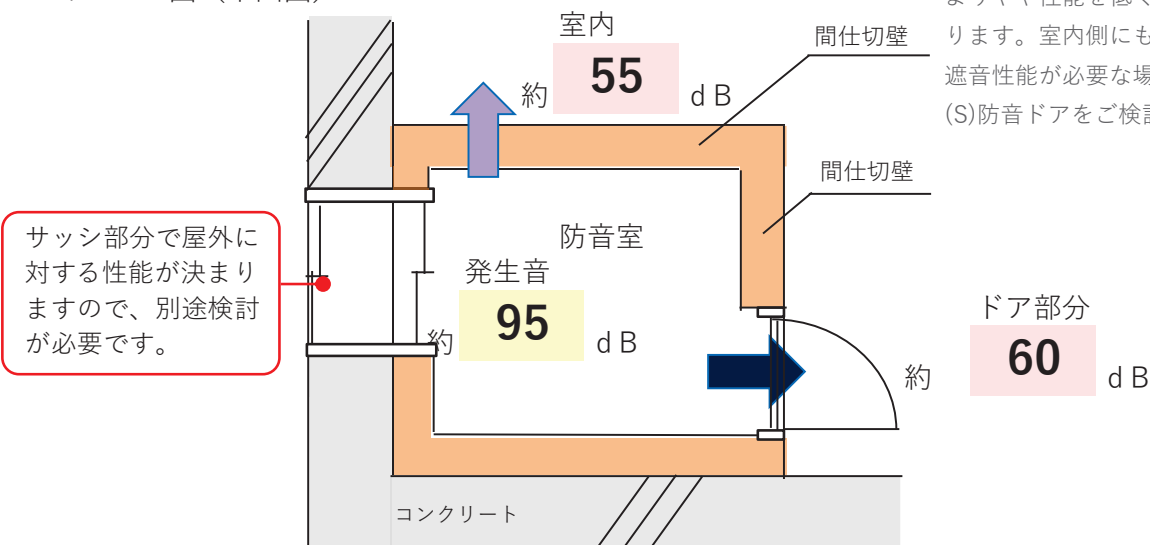 図（平面図）
ります。室内側にも
遮音性能が必要な場
(S)防音ドアをご検討
室内
約 55 ｄＢ
間仕切壁
間仕切壁
サッシ部分で屋外に
対する性能が決まり
ますので、別途検討
が必要です。
防音室
発生音
約 95 ｄＢ
ドア部分
約 60 ｄＢ
コンクリート